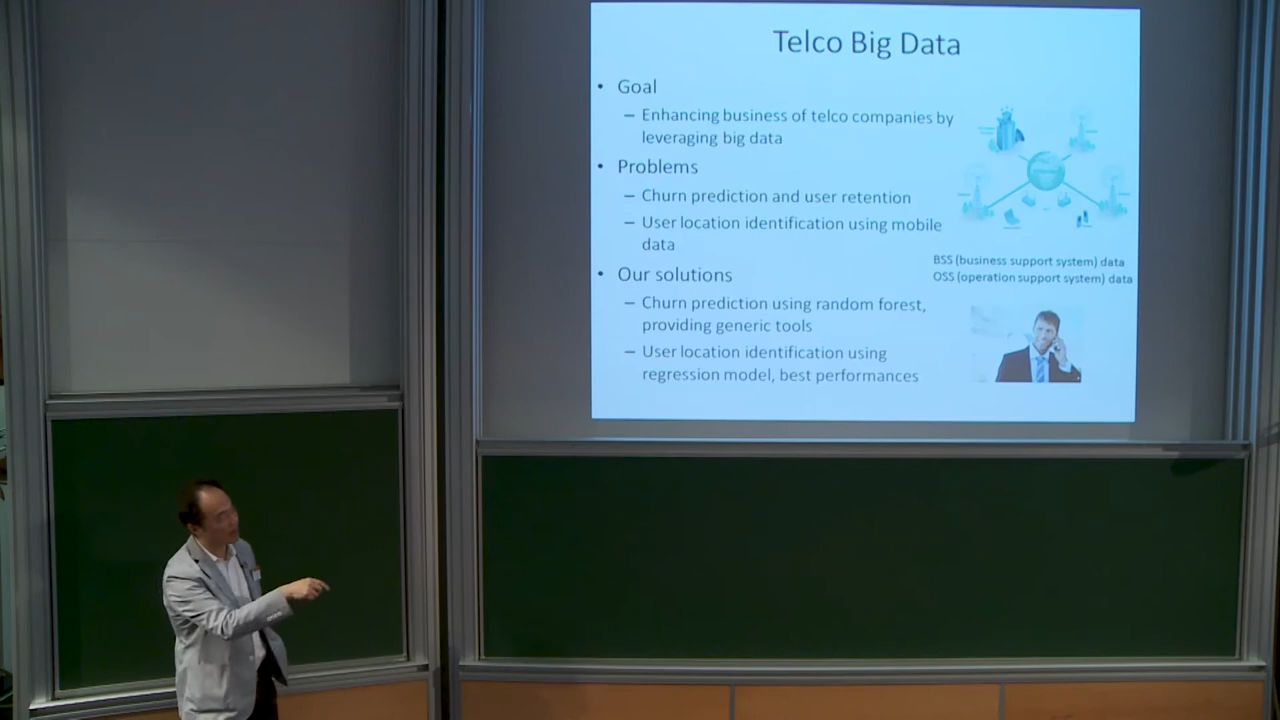 Telco Big Data
• Goal
– Enhancing business of telco companies by
leveraging big data
• Problems
– Churn prediction and user retention
– User location identification using mobile
data
• Our solutions
– Churn prediction using random forest,
providing generic tools
– User location identification using
regression model, best performances
BSS (business support system) data
OSS (operation support system) data